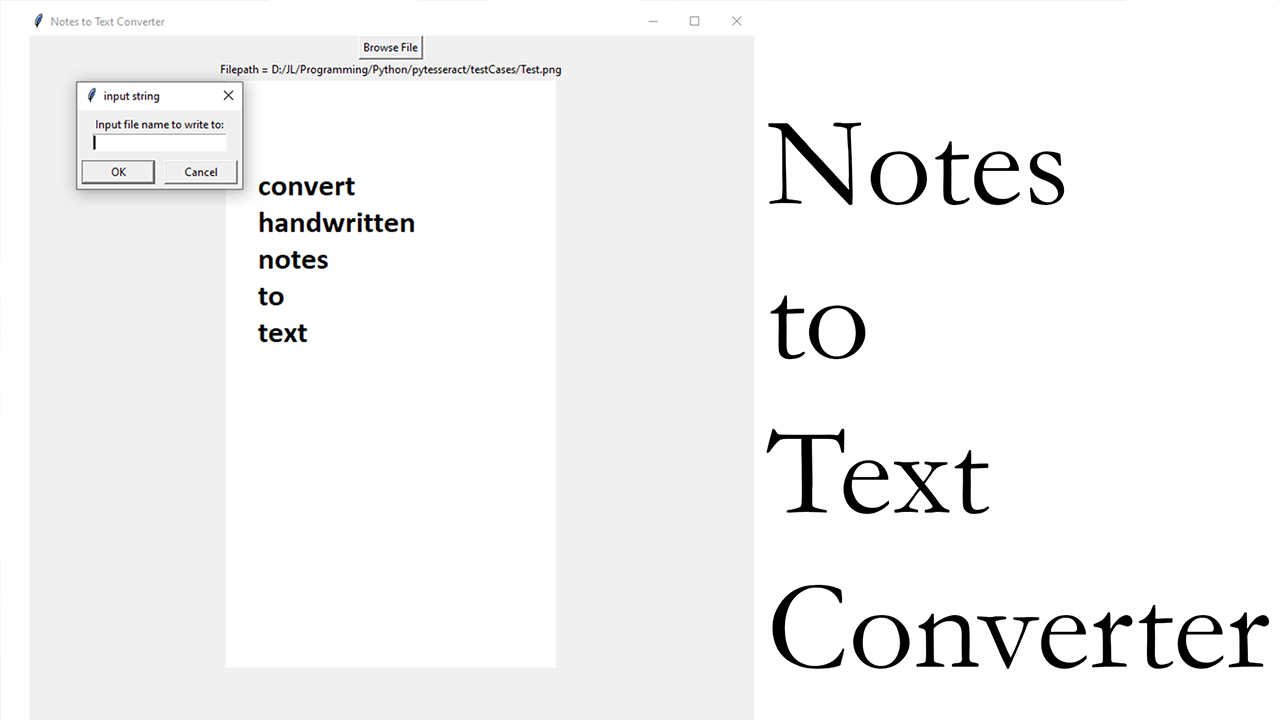 Notes to Text Converter
Browse File
Filepath = D:/JL/Programming/Python/pytesseract/testCases/Test.png
input string
Input file name to write to:
OK Cancel
convert
handwritten
notes
to
text
Notes
to
Text
Converter